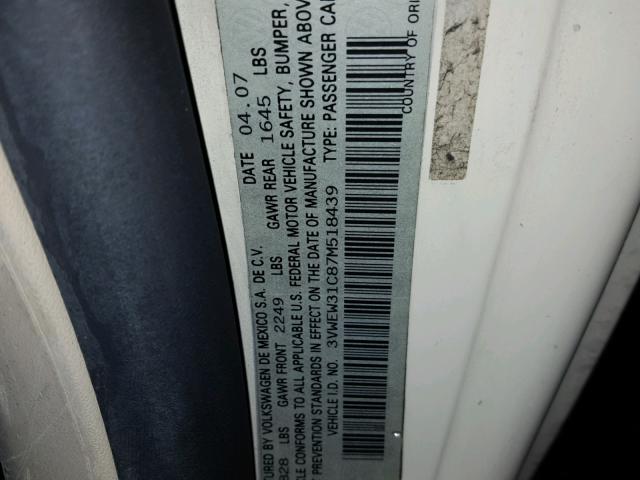 TURED BY VOLKSWAGEN DE MEXICO S.A. DE C.V. DATE 04.07
828 LBS GAWR FRONT 2249 LBS GAWR REAR 1645 LBS
CLE CONFORMS TO ALL APPLICABLE U.S. FEDERAL MOTOR VEHICLE SAFETY, BUMPER,
PREVENTION STANDARDS IN EFFECT ON THE DATE OF MANUFACTURE SHOWN ABOVE
VEHICLE I.D. NO. 3VWEW31C87M518439 TYPE: PASSENGER CAR
COUNTRY OF ORI